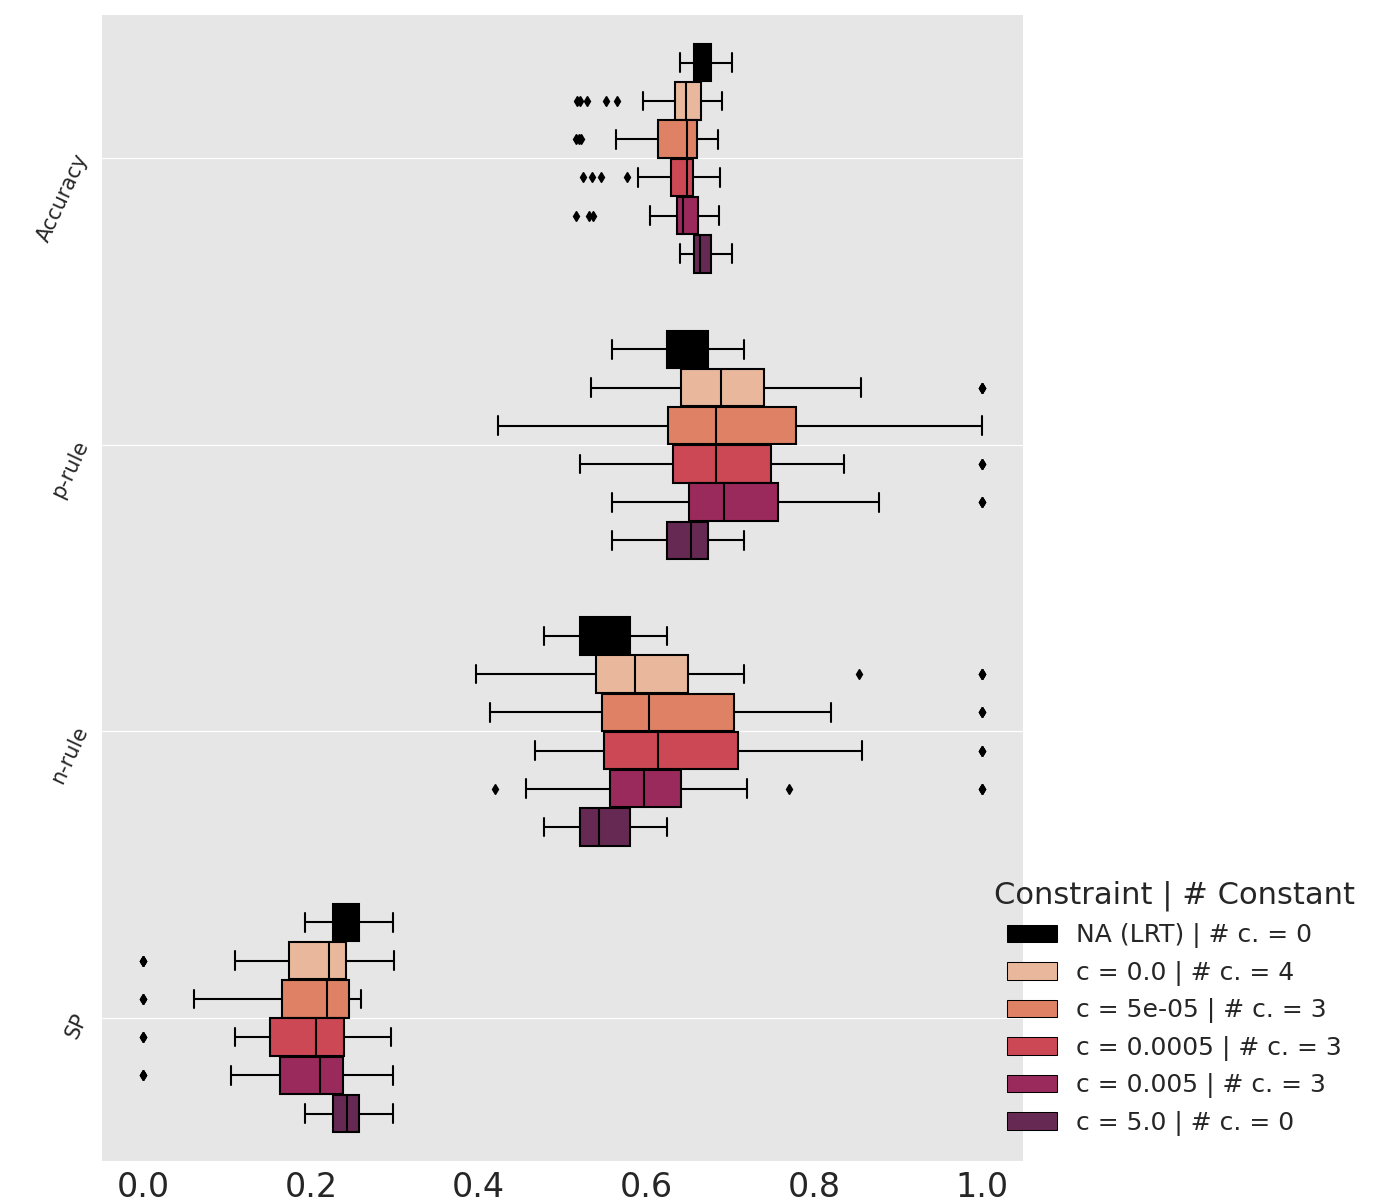 Accuracy
p-rule
n-rule
SP
Constraint | # Constant
NA (LRT) | # c. = 0
c = 0.0 | # c. = 4
c = 5e-05 | # c. = 3
c = 0.0005 | # c. = 3
c = 0.005 | # c. = 3
c = 5.0 | # c. = 0
0.0 0.2 0.4 0.6 0.8 1.0